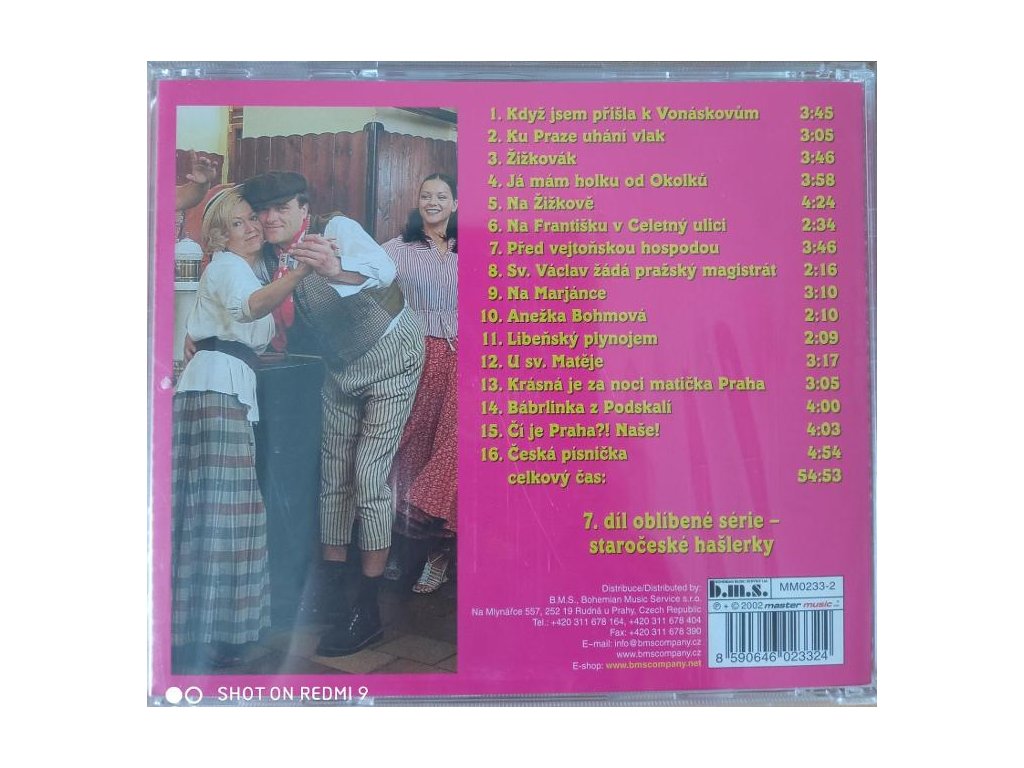 1. Když jsem přišla k Vonáskovům 3:45
2. Ku Praze uhání vlak 3:05
3. Žižkovák 3:46
4. Já mám holku od Okolků 3:58
5. Na Žižkově 4:24
6. Na Františku v Celetný ulici 2:34
7. Před vejtoňskou hospodou 3:46
8. Sv. Václav žádá pražský magistrát 2:16
9. Na Marjánce 3:10
10. Anežka Bohmová 2:10
11. Libeňský plynojem 2:09
12. U sv. Matěje 3:17
13. Krásná je za noci matička Praha 3:05
14. Bábrlinka z Podskalí 4:00
15. Čí je Praha?! Naše! 4:03
16. Česká písnička 4:54
celkový čas: 54:53
7. díl oblíbené série –
staročeské hašlerky
Distribuce/Distributed by:
B.M.S., Bohemian Music Service s.r.o.
Na Mlynářce 557, 252 19 Rudná u Prahy, Czech Republic
Tel.: +420 311 678 164, +420 311 678 404
Fax: +420 311 678 390
E-mail: info@bmscompany.cz
www.bmscompany.cz
E-shop: www.bmscompany.net
BOHEMIAN MUSIC SERVICE
b.m.s. MM0233-2
℗ + © 2002 master music
8 590646 023324
SHOT ON REDMI 9